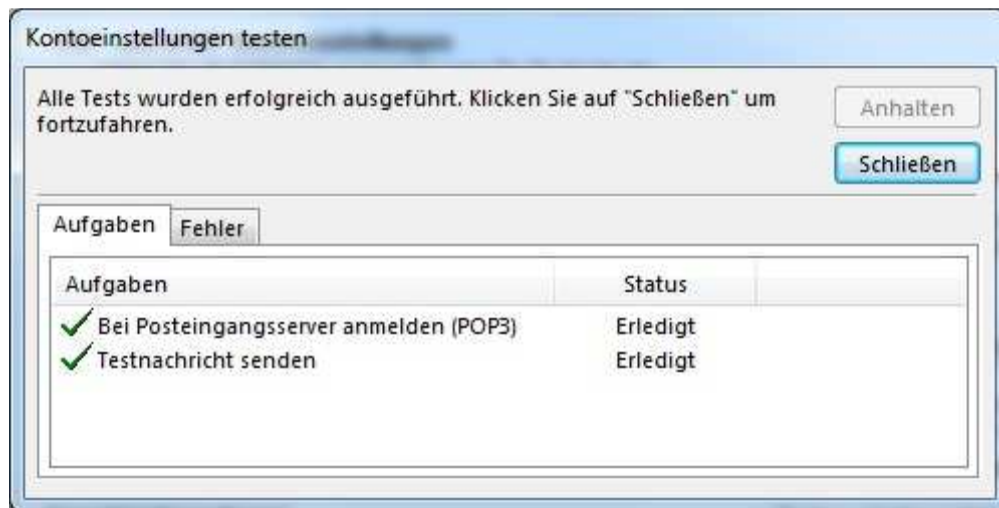 Kontoeinstellungen testen
Alle Tests wurden erfolgreich ausgeführt. Klicken Sie auf "Schließen" um
fortzufahren.
Anhalten
Schließen
Aufgaben Fehler
Aufgaben Status
Bei Posteingangsserver anmelden (POP3) Erledigt
Testnachricht senden Erledigt